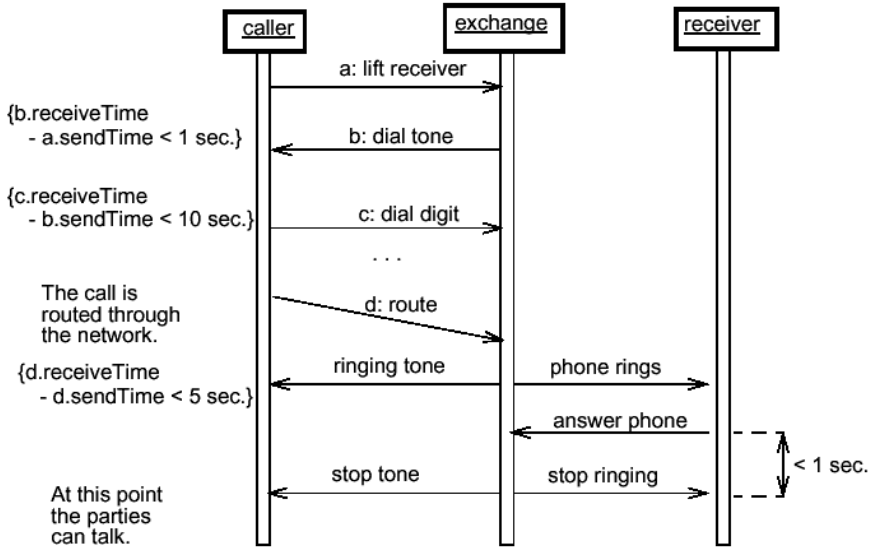 caller
exchange
receiver
a: lift receiver
{b.receiveTime
- a.sendTime < 1 sec.}
b: dial tone
{c.receiveTime
- b.sendTime < 10 sec.}
c: dial digit
. . .
The call is
routed through
the network.
d: route
{d.receiveTime
- d.sendTime < 5 sec.}
ringing tone
phone rings
answer phone
< 1 sec.
stop tone
stop ringing
At this point
the parties
can talk.